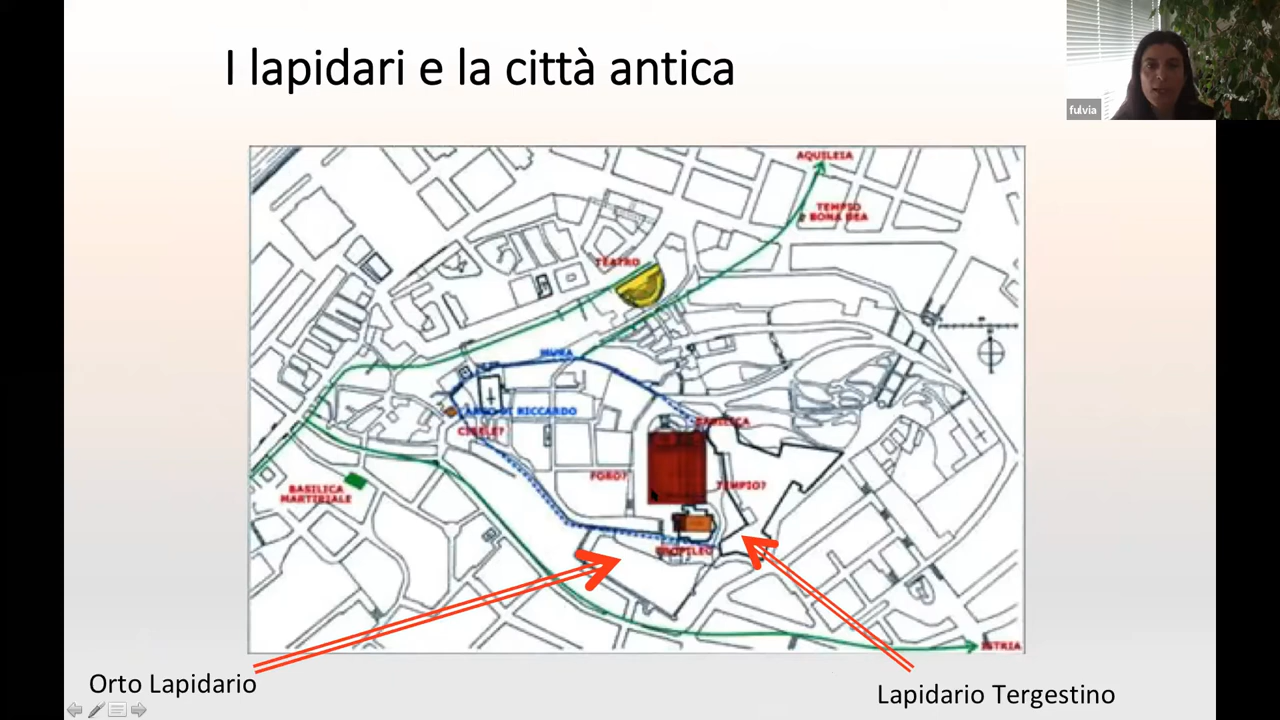 I lapidari e la città antica
fulvia
AQUILEIA
TEMPIO
BONA DEA
TEATRO
MURA
ARCO DI RICCARDO
BASILICA
FORO?
TEMPIO?
BASILICA
MARTIRIALE
PROPILEO
ISTRIA
Orto Lapidario
Lapidario Tergestino